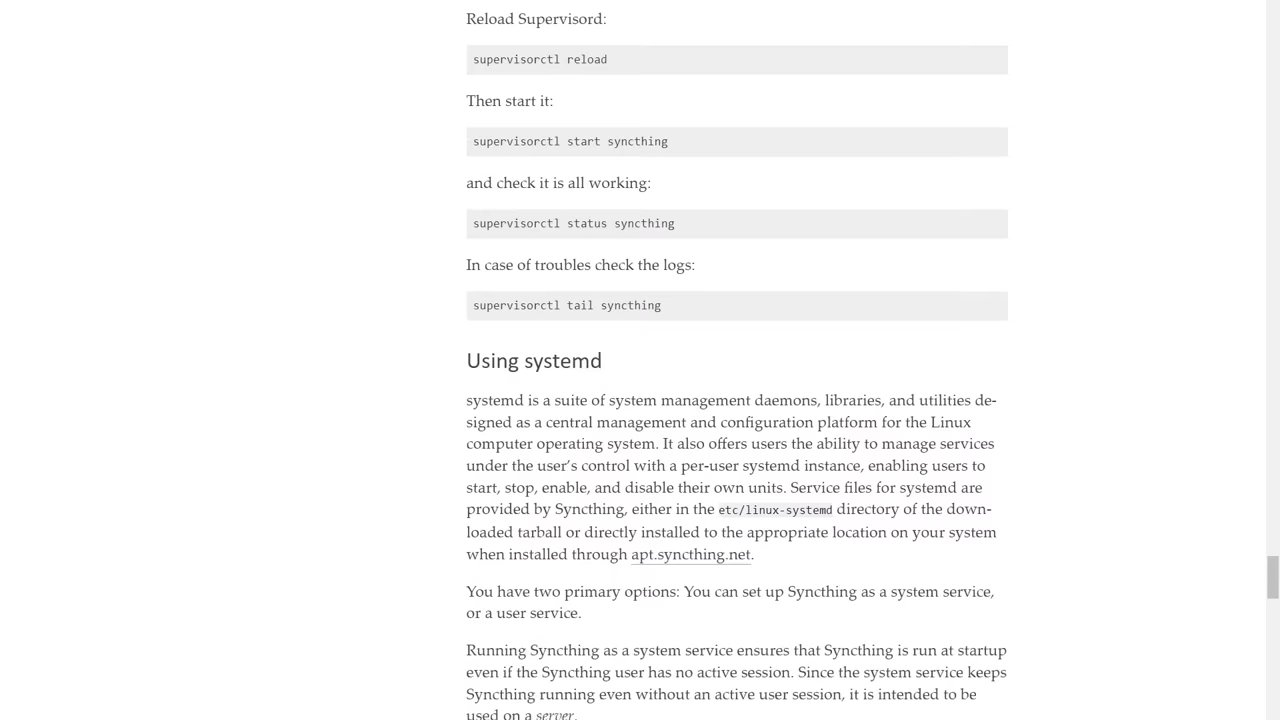 Reload Supervisord:
supervisorctl reload
Then start it:
supervisorctl start syncthing
and check it is all working:
supervisorctl status syncthing
In case of troubles check the logs:
supervisorctl tail syncthing
Using systemd
systemd is a suite of system management daemons, libraries, and utilities de-
signed as a central management and configuration platform for the Linux
computer operating system. It also offers users the ability to manage services
under the user's control with a per-user systemd instance, enabling users to
start, stop, enable, and disable their own units. Service files for systemd are
provided by Syncthing, either in the etc/linux-systemd directory of the down-
loaded tarball or directly installed to the appropriate location on your system
when installed through apt.syncthing.net.
You have two primary options: You can set up Syncthing as a system service,
or a user service.
Running Syncthing as a system service ensures that Syncthing is run at startup
even if the Syncthing user has no active session. Since the system service keeps
Syncthing running even without an active user session, it is intended to be
used on a server.